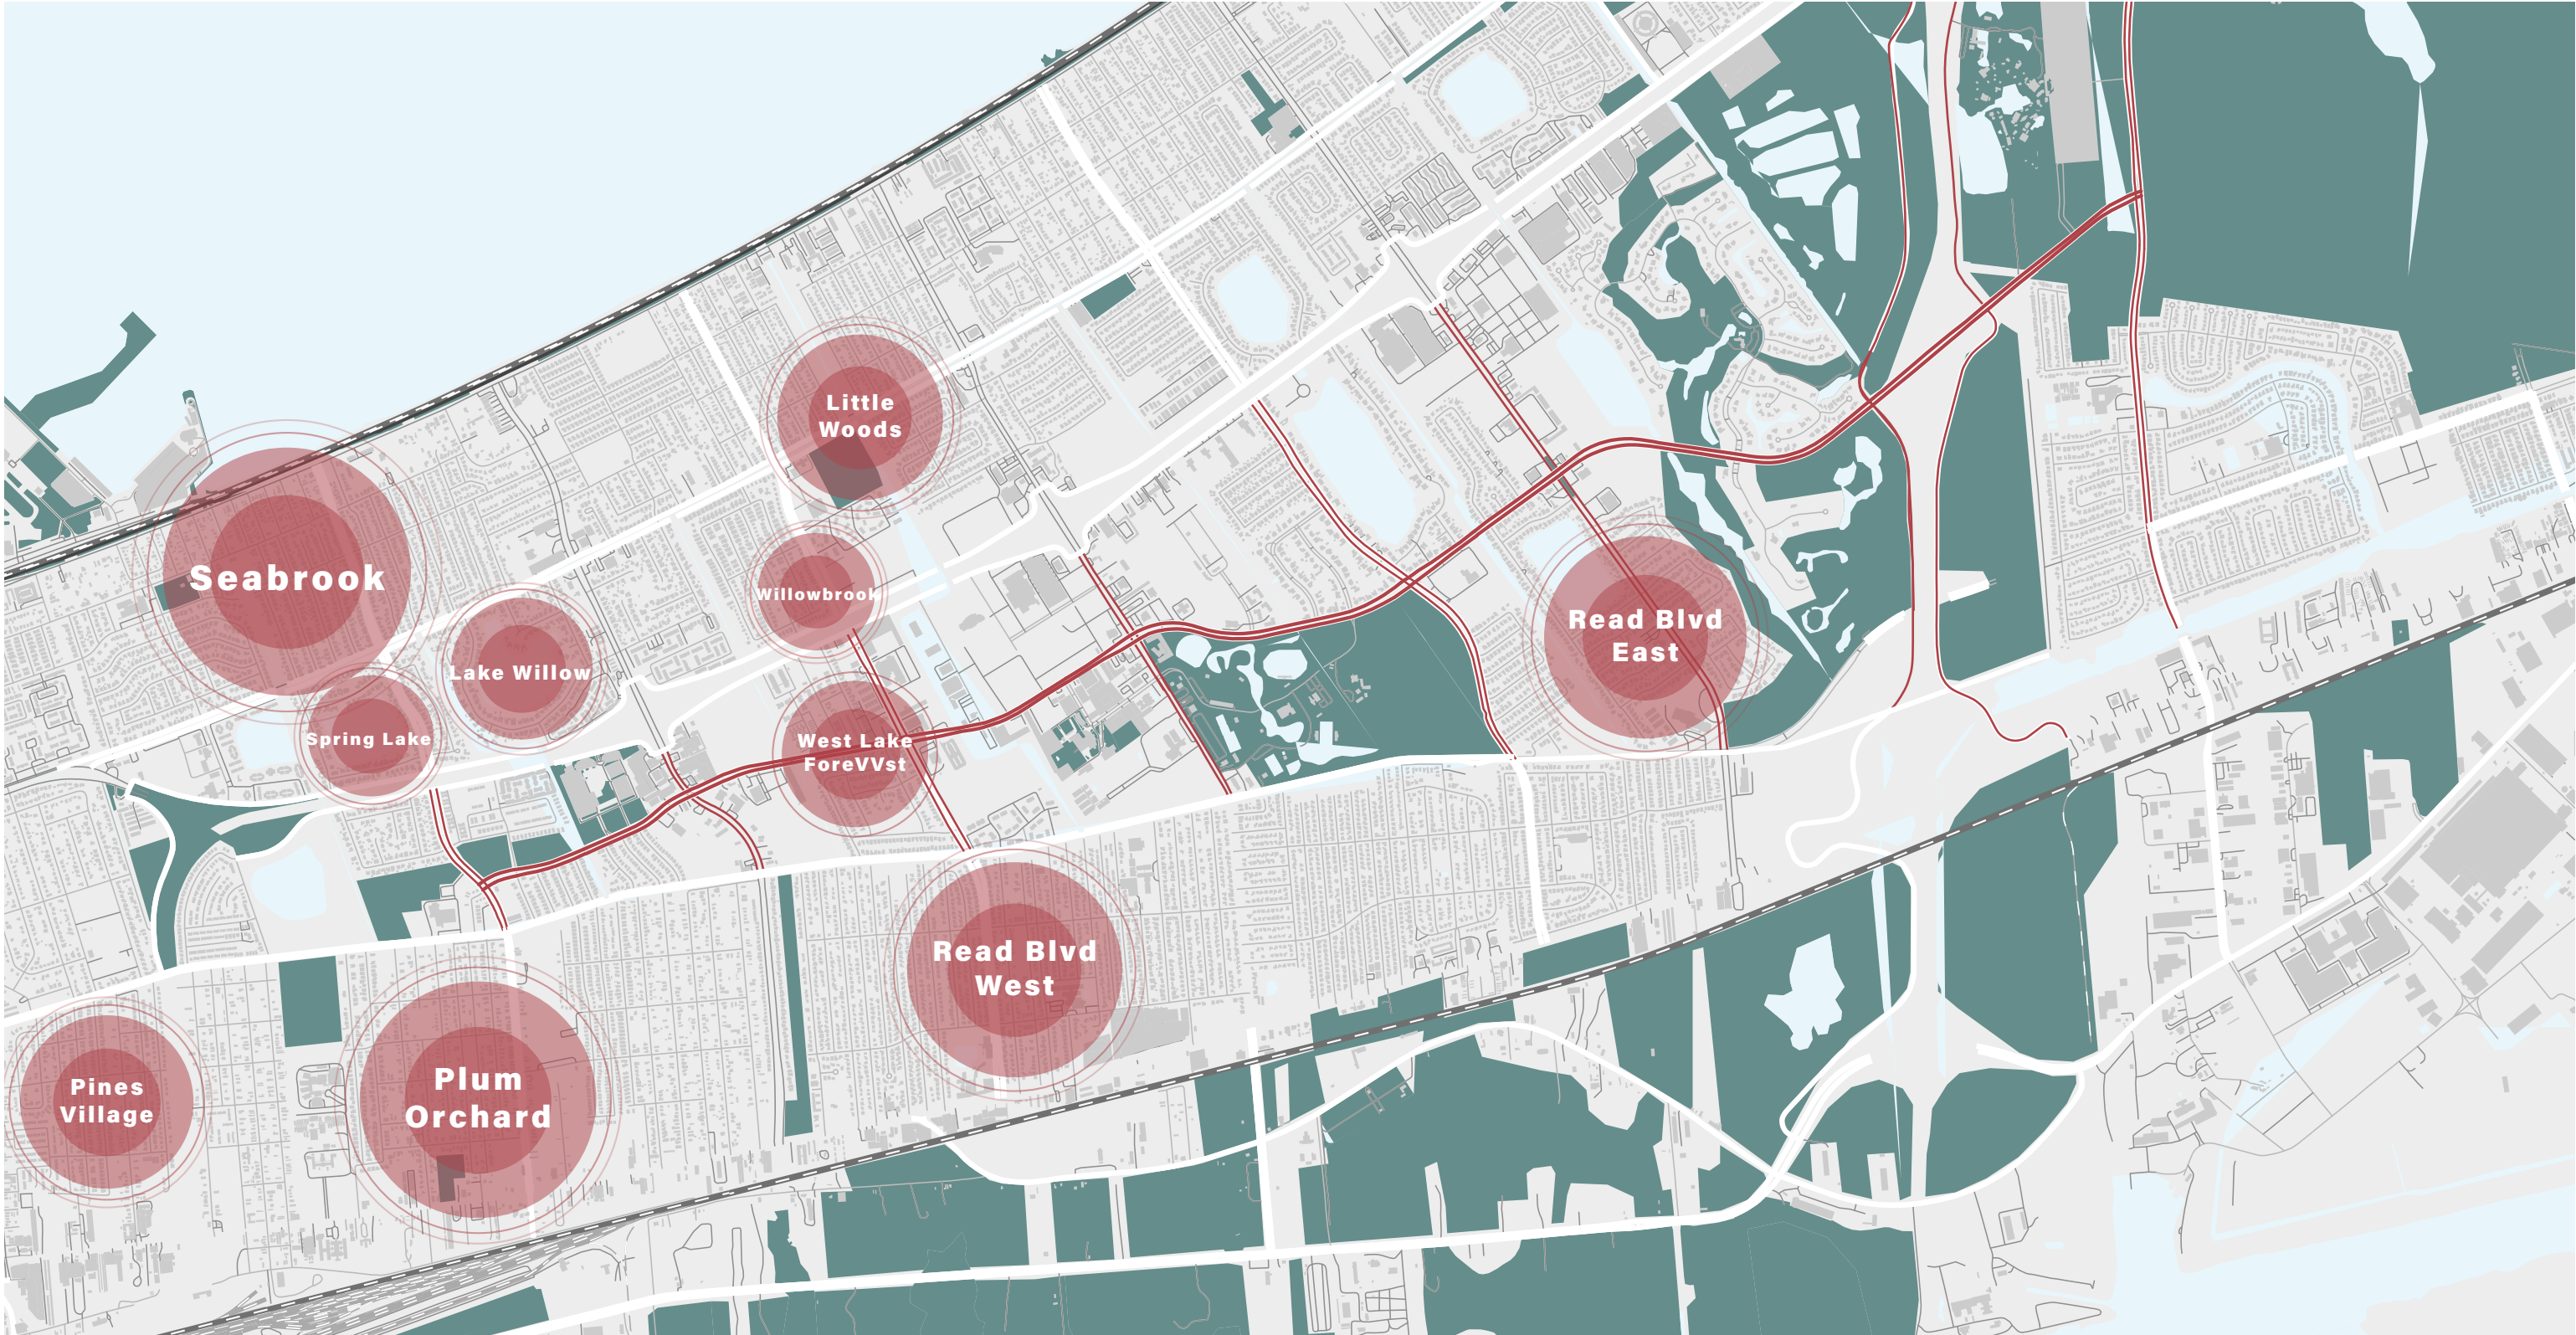 Little
Woods
Seabrook
Willowbrook
Read Blvd
East
Lake Willow
Spring Lake
West Lake
ForeVVst
Read Blvd
West
Pines
Village
Plum
Orchard